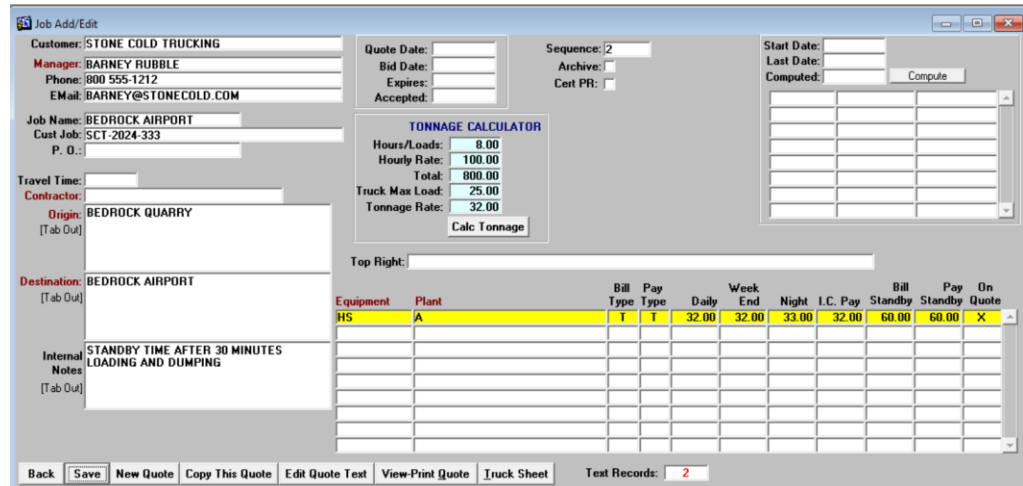 Job Add/Edit
Customer: STONE COLD TRUCKING
Manager: BARNEY RUBBLE
Phone: 800 555-1212
EMail: BARNEY@STONECOLD.COM
Job Name: BEDROCK AIRPORT
Cust Job: SCT-2024-333
P. O.:
Travel Time:
Contractor:
Origin: BEDROCK QUARRY
[Tab Out]
Destination: BEDROCK AIRPORT
[Tab Out]
Internal Notes STANDBY TIME AFTER 30 MINUTES
LOADING AND DUMPING
[Tab Out]
Quote Date:
Bid Date:
Expires:
Accepted:
Sequence: 2
Archive:
Cert PR:
Start Date:
Last Date:
Computed: Compute
TONNAGE CALCULATOR
Hours/Loads: 8.00
Hourly Rate: 100.00
Total: 800.00
Truck Max Load: 25.00
Tonnage Rate: 32.00
Calc Tonnage
Top Right:
Equipment Plant Bill Type Pay Type Daily Week End Night I.C. Pay Bill Standby Pay Standby On Quote
HS A T T 32.00 32.00 33.00 32.00 60.00 60.00 X
Back Save New Quote Copy This Quote Edit Quote Text View-Print Quote Truck Sheet Text Records: 2